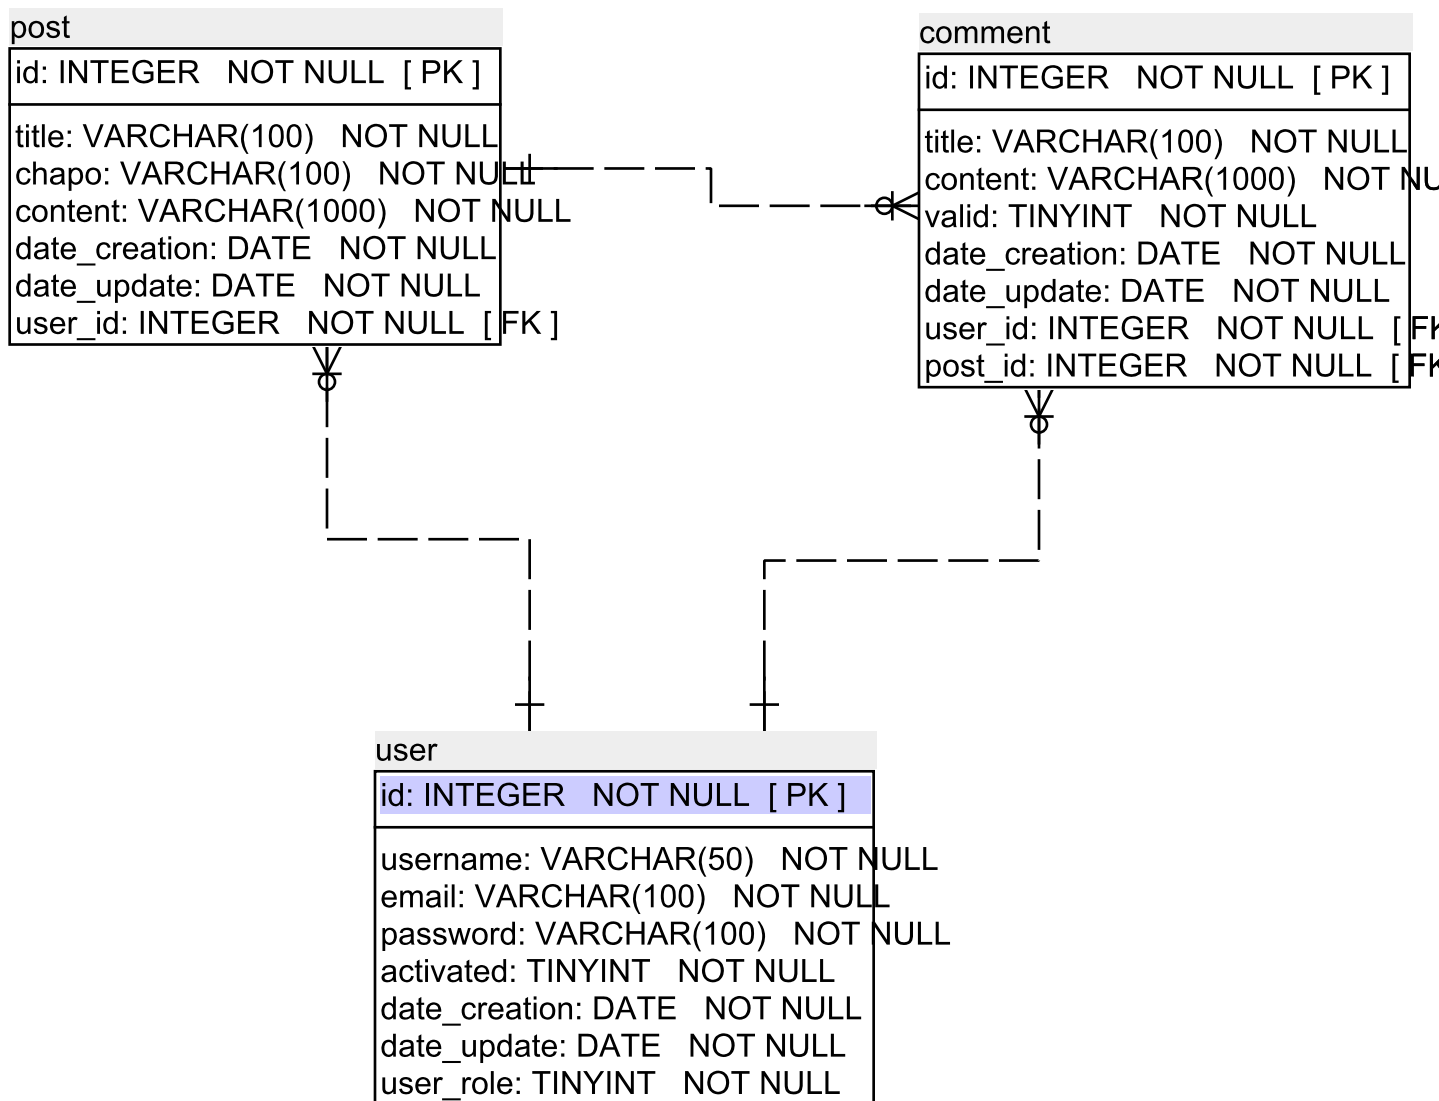 post
id: INTEGER NOT NULL [ PK ]
title: VARCHAR(100) NOT NULL
chapo: VARCHAR(100) NOT NULL
content: VARCHAR(1000) NOT NULL
date_creation: DATE NOT NULL
date_update: DATE NOT NULL
user_id: INTEGER NOT NULL [ FK ]
comment
id: INTEGER NOT NULL [ PK ]
title: VARCHAR(100) NOT NULL
content: VARCHAR(1000) NOT NU
valid: TINYINT NOT NULL
date_creation: DATE NOT NULL
date_update: DATE NOT NULL
user_id: INTEGER NOT NULL [ FK
post_id: INTEGER NOT NULL [ FK
user
id: INTEGER NOT NULL [ PK ]
username: VARCHAR(50) NOT NULL
email: VARCHAR(100) NOT NULL
password: VARCHAR(100) NOT NULL
activated: TINYINT NOT NULL
date_creation: DATE NOT NULL
date_update: DATE NOT NULL
user_role: TINYINT NOT NULL